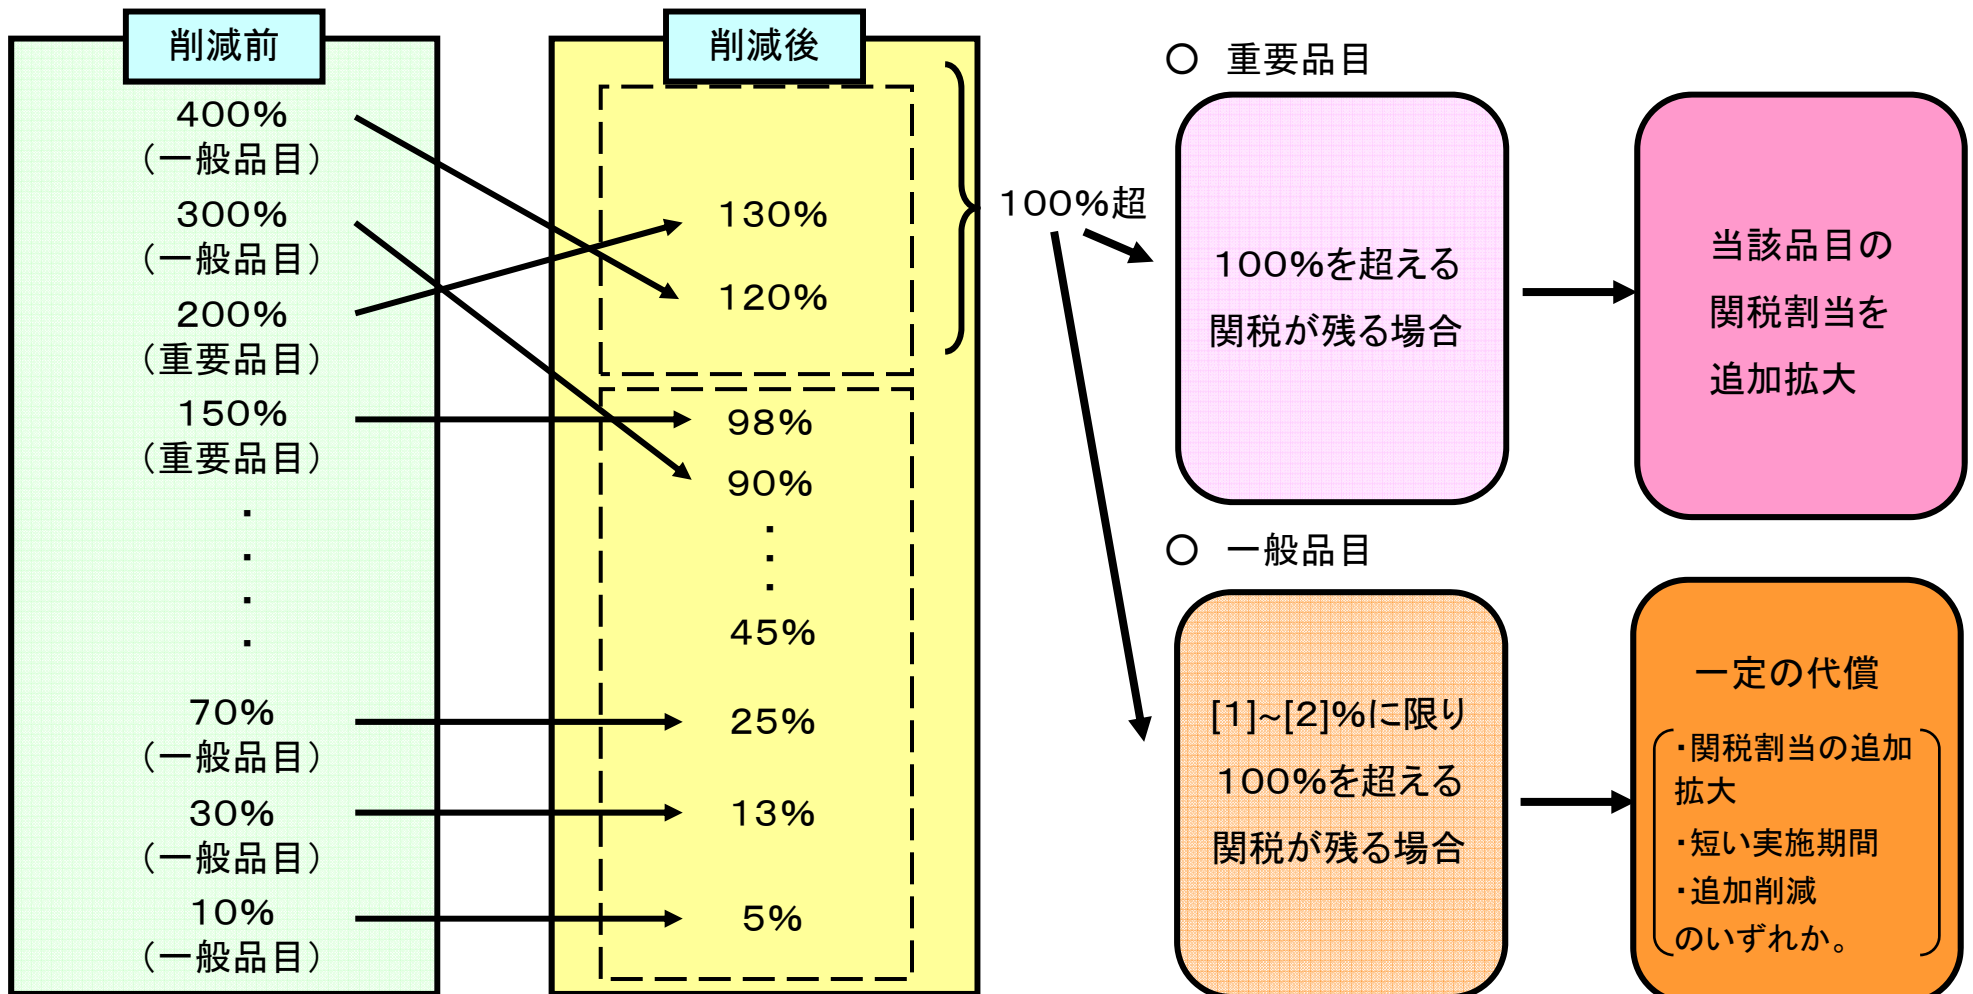 削減前
400%
（一般品目）
300%
（一般品目）
200%
（重要品目）
150%
（重要品目）
・
・
・
・
70%
（一般品目）
30%
（一般品目）
10%
（一般品目）
削減後
130%
120%
98%
90%
・
・
・
45%
25%
13%
5%
100%超
○ 重要品目
100%を超える
関税が残る場合
当該品目の
関税割当を
追加拡大
○ 一般品目
[1]~[2]%に限り
100%を超える
関税が残る場合
一定の代償
・関税割当の追加
拡大
・短い実施期間
・追加削減
のいずれか。